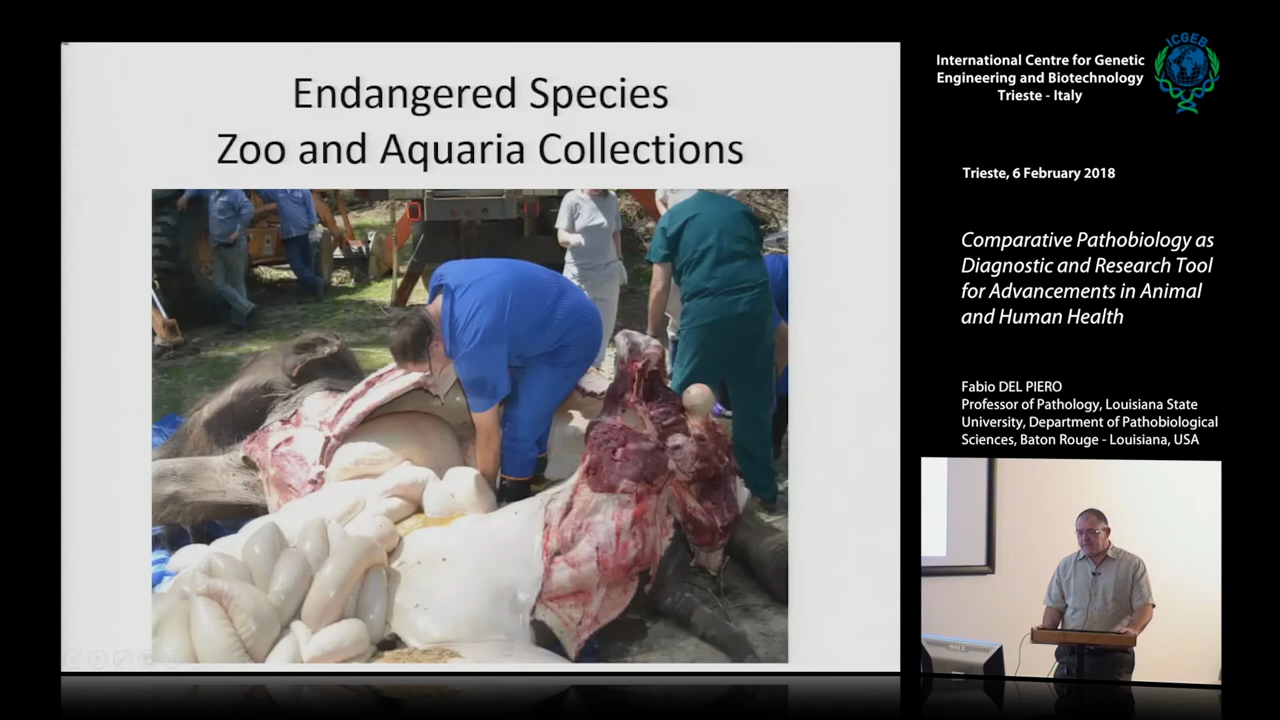 Endangered Species
Zoo and Aquaria Collections
International Centre for Genetic
Engineering and Biotechnology
Trieste - Italy
ICGEB
Trieste, 6 February 2018
Comparative Pathobiology as
Diagnostic and Research Tool
for Advancements in Animal
and Human Health
Fabio DEL PIERO
Professor of Pathology, Louisiana State
University, Department of Pathobiological
Sciences, Baton Rouge - Louisiana, USA
DELL